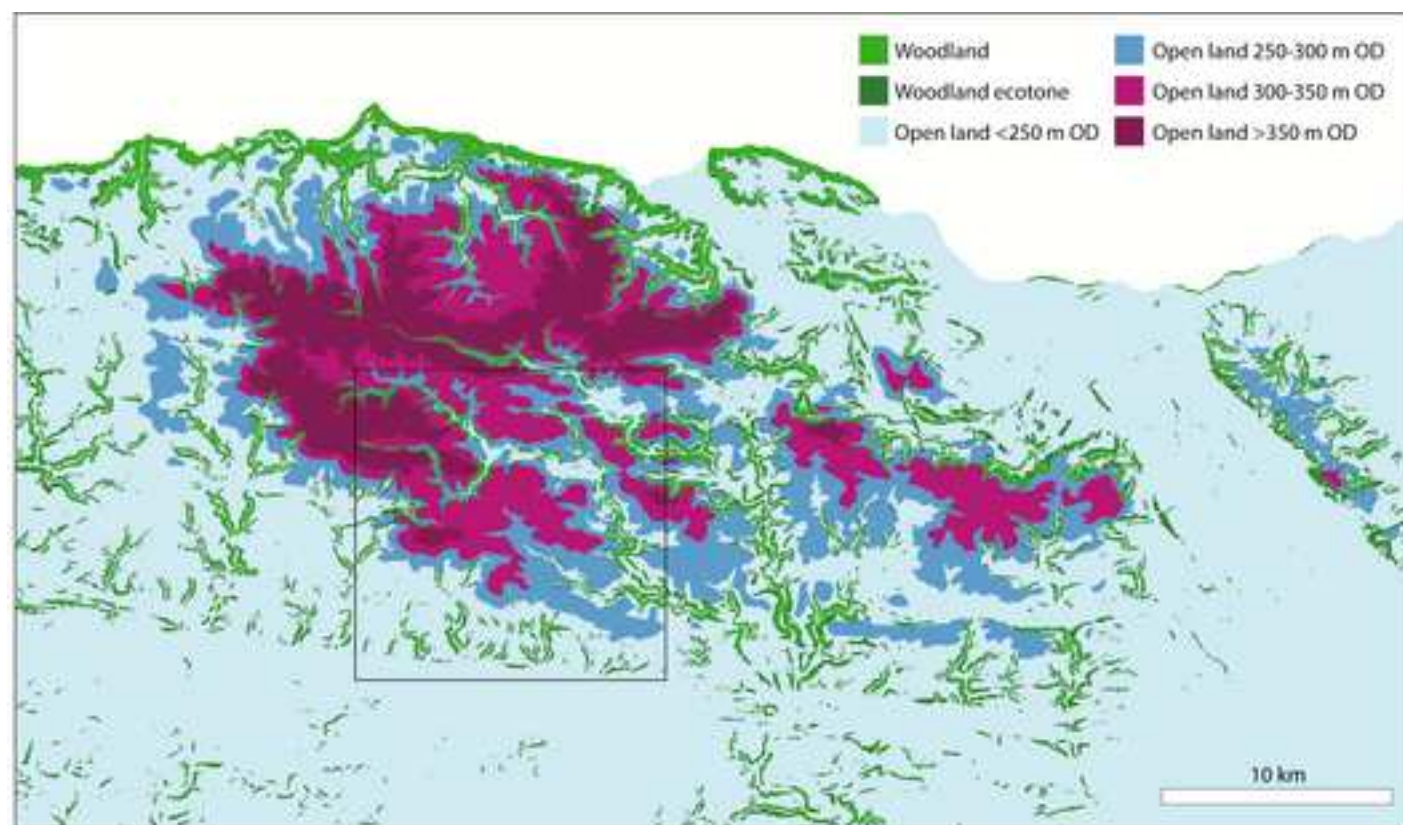 Woodland
Woodland ecotone
Open land <250 m OD
Open land 250-300 m OD
Open land 300-350 m OD
Open land >350 m OD
10 km